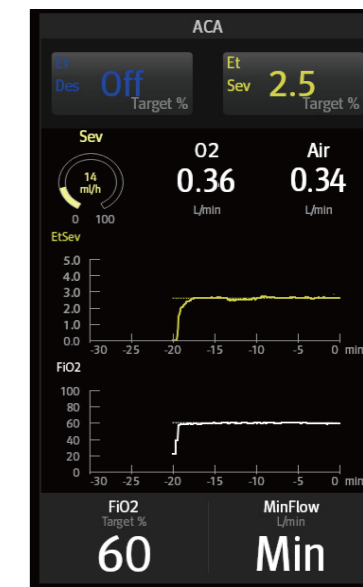 ACA
Et Des Off Target %
Et Sev 2.5 Target %
Sev O2 Air
14 ml/h 0.36 0.34
0 100 L/min L/min
EtSev
5.0
4.0
3.0
2.0
1.0
0.0
-30 -25 -20 -15 -10 -5 0 min
FiO2
100
80
60
40
20
0
-30 -25 -20 -15 -10 -5 0 min
FiO2 MinFlow
Target % L/min
60 Min